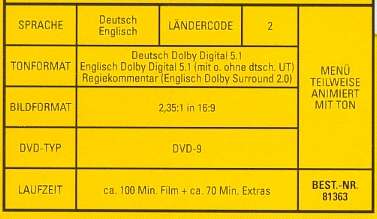 SPRACHE
Deutsch
Englisch
LÄNDERCODE
2
TONFORMAT
Deutsch Dolby Digital 5.1
Englisch Dolby Digital 5.1 (mit o. ohne dtsch. UT)
Regiekommentar (Englisch Dolby Surround 2.0)
MENÜ
TEILWEISE
ANIMIERT
MIT TON
BILDFORMAT
2,35:1 in 16:9
DVD-TYP
DVD-9
LAUFZEIT
ca. 100 Min. Film + ca. 70 Min. Extras
BEST.-NR.
81363